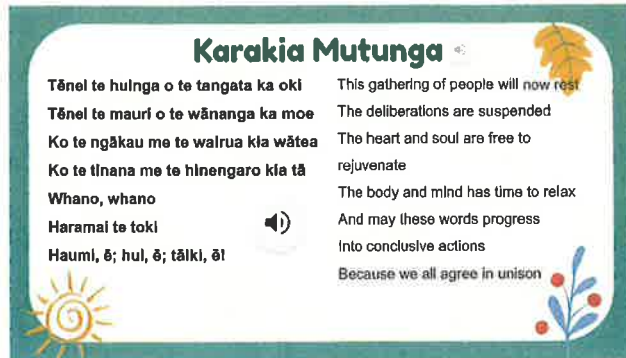 Karakia Mutunga
Tēnei te huinga o te tangata ka oki
Tēnei te mauri o te wānanga ka moe
Ko te ngākau me te wairua kia wātea
Ko te tinana me te hinengaro kia tā
Whano, whano
Haramai te toki
Haumi, ē; hui, ē; tāiki, ē!
This gathering of people will now rest
The deliberations are suspended
The heart and soul are free to
rejuvenate
The body and mind has time to relax
And may these words progress
Into conclusive actions
Because we all agree in unison